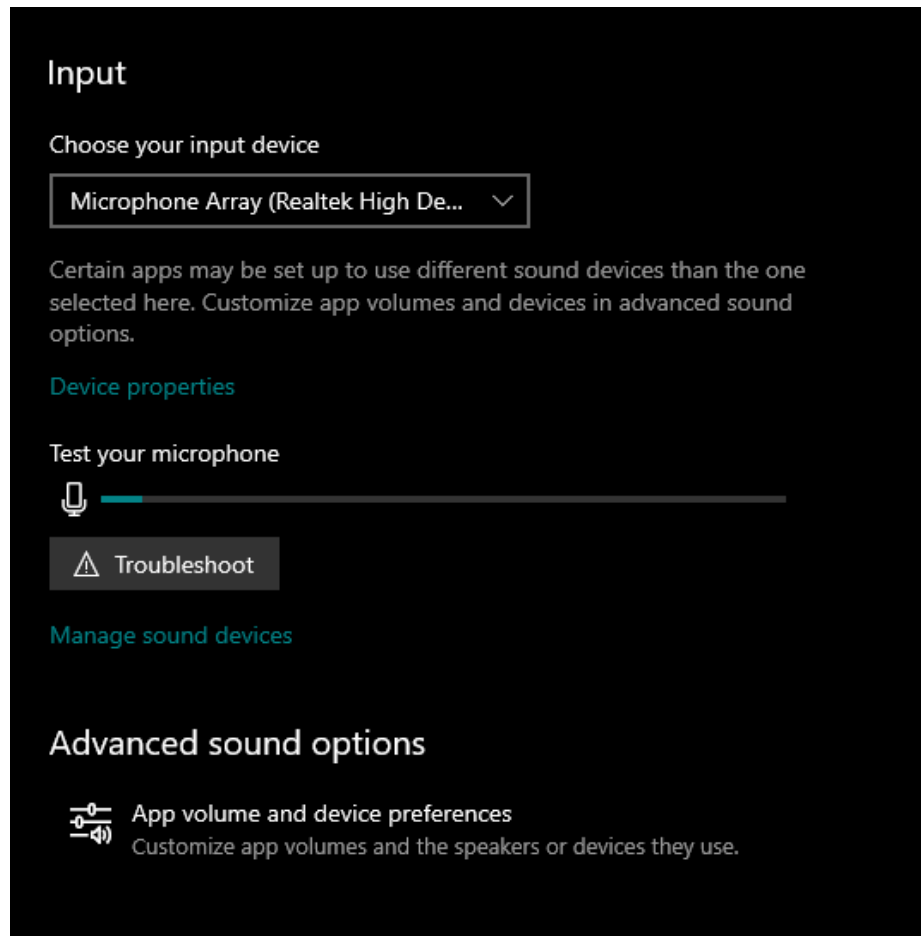 Input
Choose your input device
Microphone Array (Realtek High De...
Certain apps may be set up to use different sound devices than the one
selected here. Customize app volumes and devices in advanced sound
options.
Device properties
Test your microphone
Troubleshoot
Manage sound devices
Advanced sound options
App volume and device preferences
Customize app volumes and the speakers or devices they use.